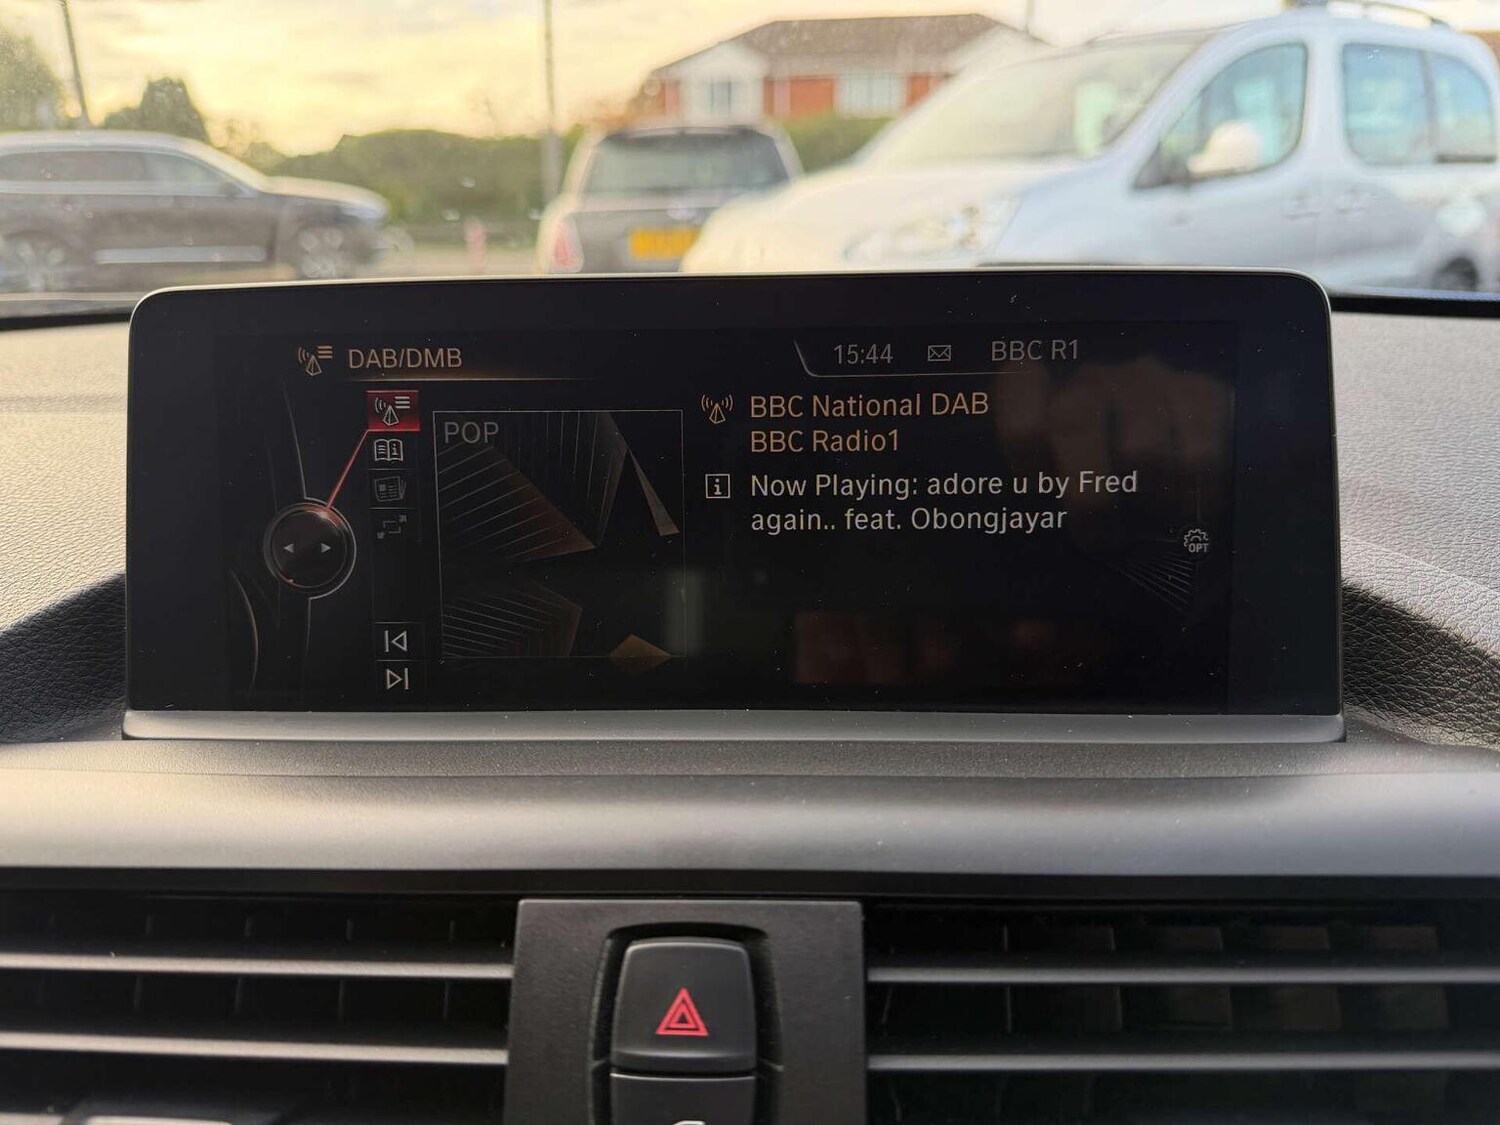 DAB/DMB
15:44
BBC R1
POP
BBC National DAB
BBC Radio1
Now Playing: adore u by Fred
again.. feat. Obongjayar
OPT